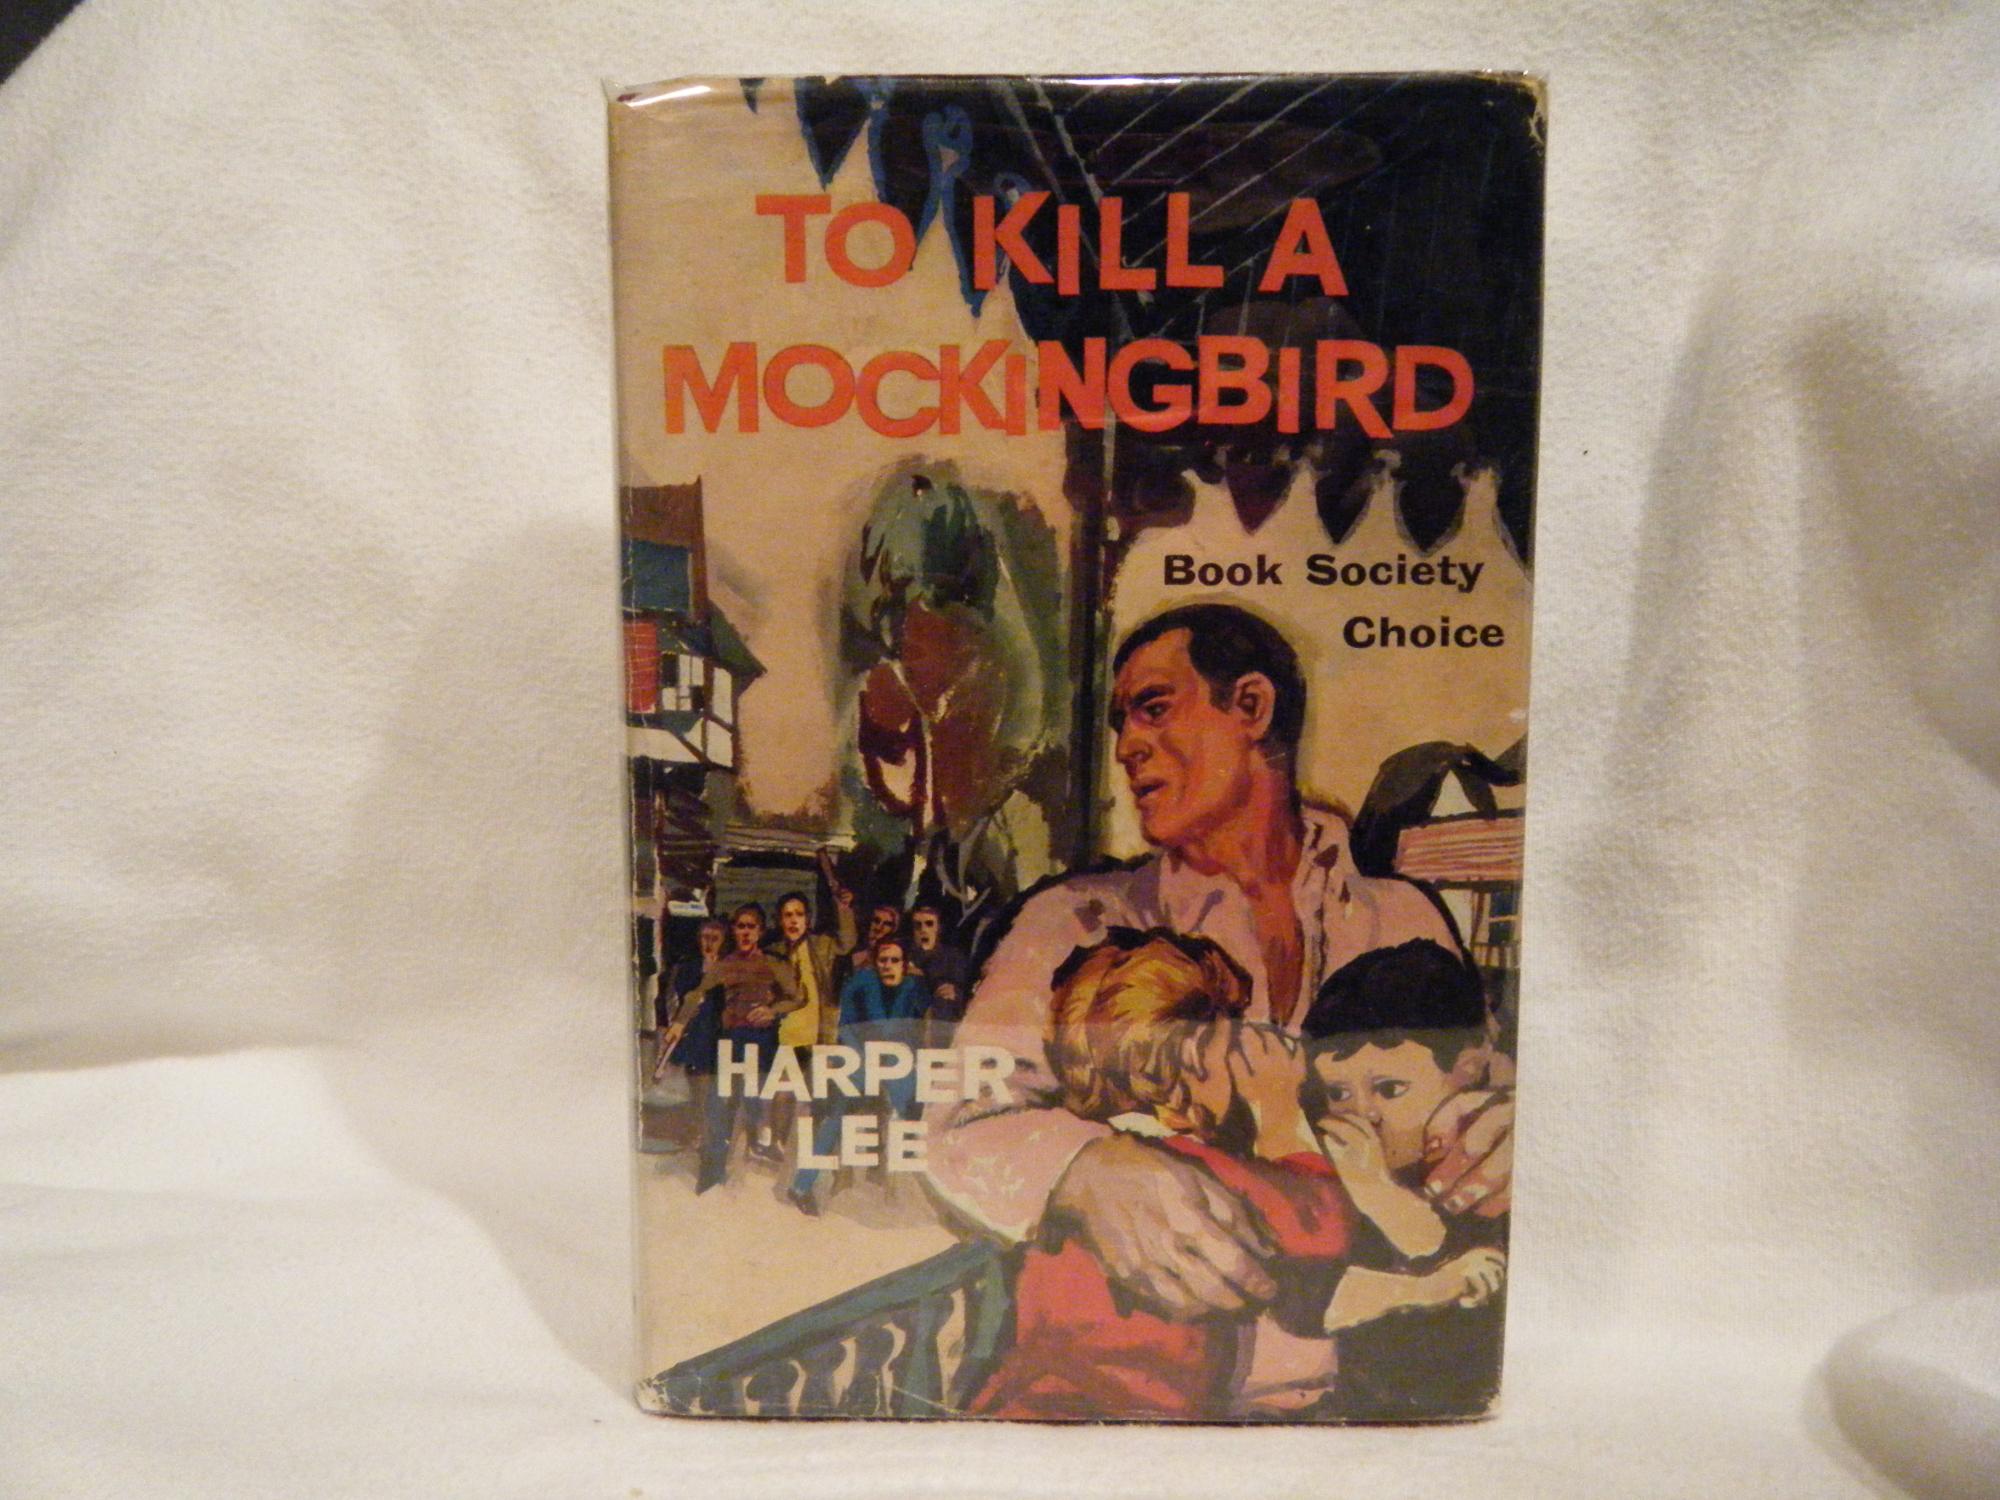 TO KILL A
MOCKINGBIRD
Book Society
Choice
HARPER
LEE